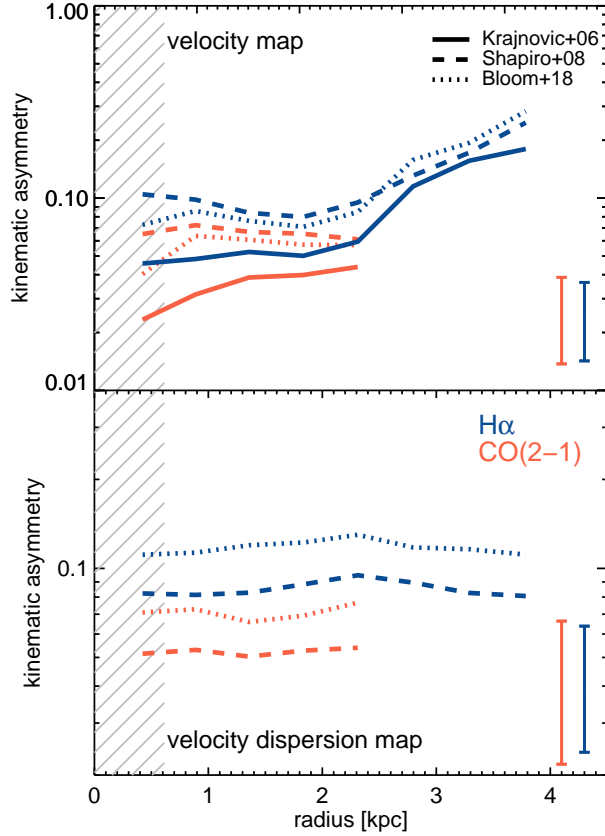 1.00
velocity map
Krajnovic+06
Shapiro+08
Bloom+18
kinematic asymmetry
0.10
0.01
Hα
CO(2−1)
kinematic asymmetry
0.1
velocity dispersion map
0 1 2 3 4
radius [kpc]